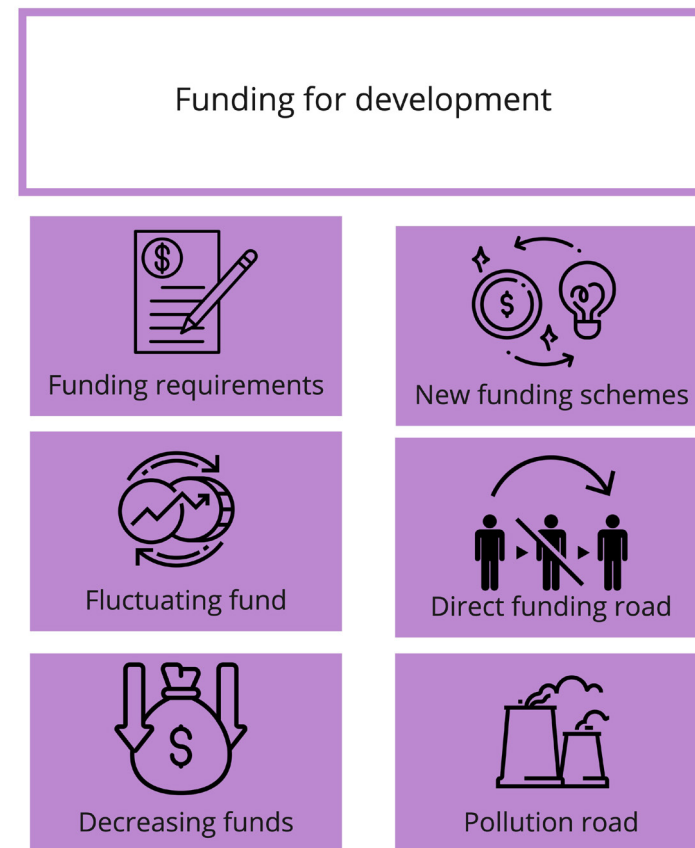 Funding for development
Funding requirements
New funding schemes
Fluctuating fund
Direct funding road
Decreasing funds
Pollution road